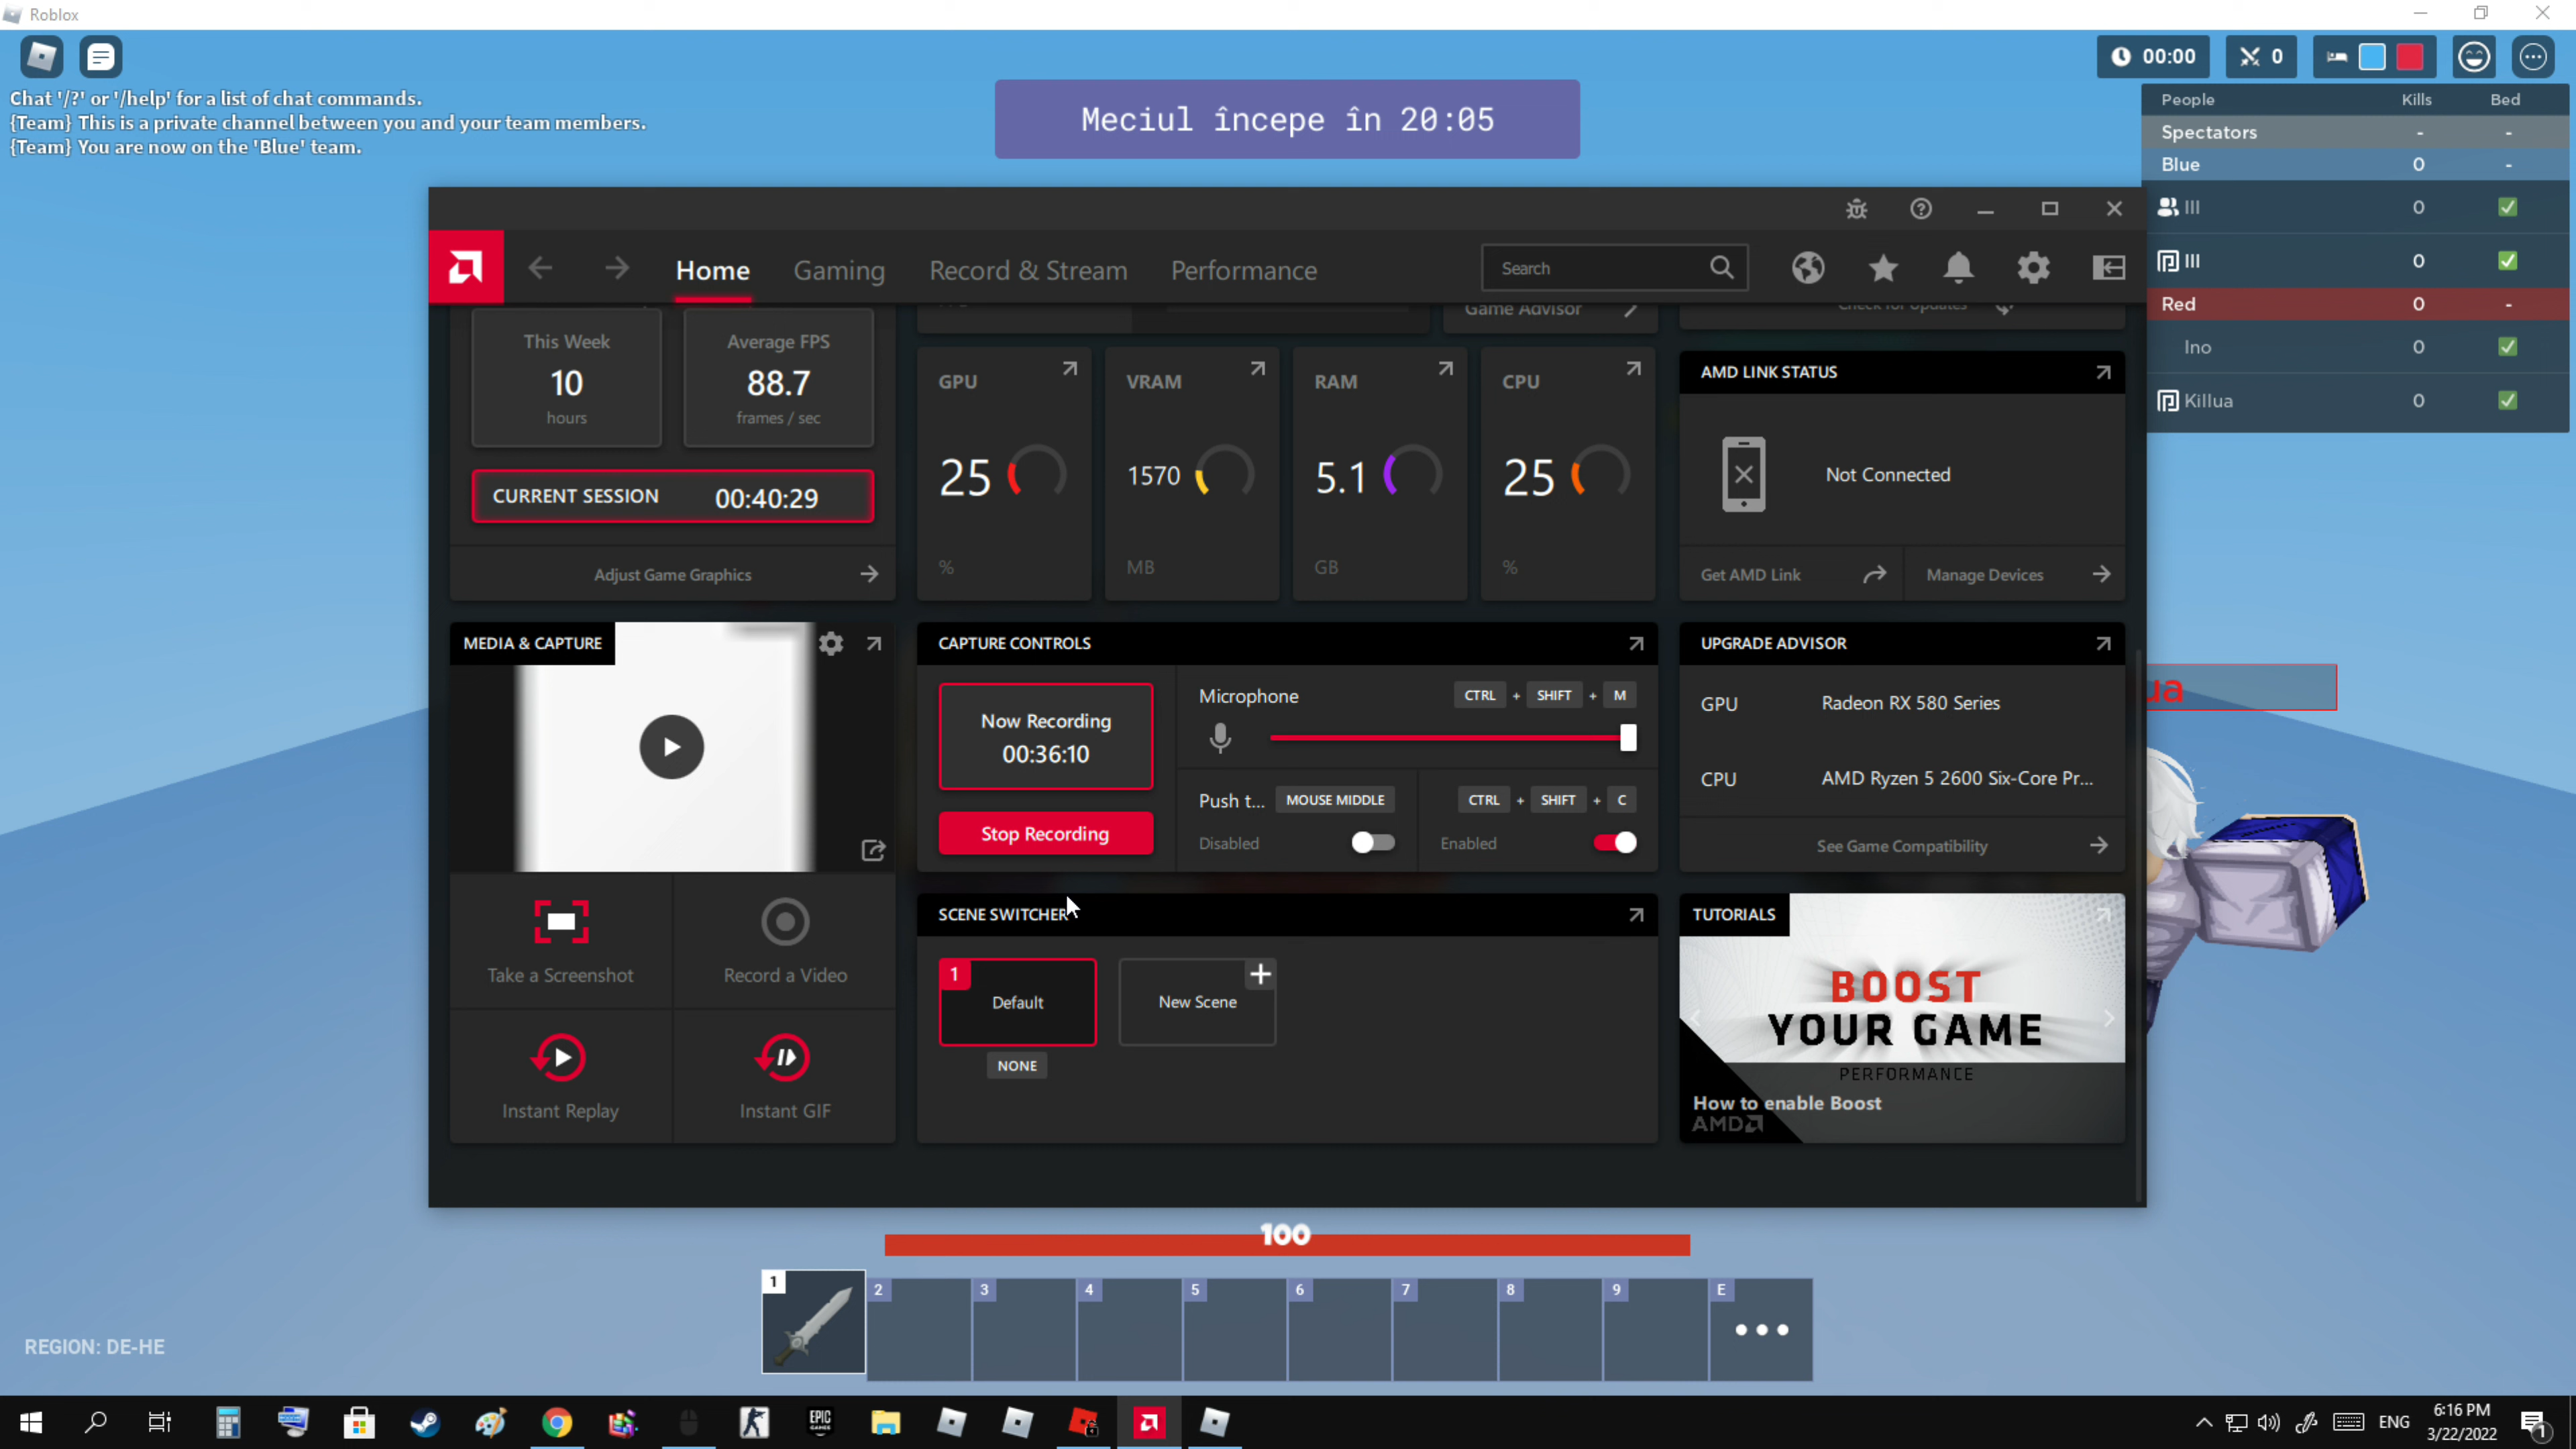 Roblox
Chat '/?' or '/help' for a list of chat commands.
{Team} This is a private channel between you and your team members.
{Team} You are now on the 'Blue' team.
Meciul începe în 20:05
00:00
0
People Kills Bed
Spectators - -
Blue 0 -
III 0
III 0
Red 0 -
Ino 0
Killua 0
Home Gaming Record & Stream Performance
Search
This Week
10
hours
Average FPS
88.7
frames / sec
CURRENT SESSION 00:40:29
Adjust Game Graphics
Game Advisor
Check for Updates
GPU
25
%
VRAM
1570
MB
RAM
5.1
GB
CPU
25
%
AMD LINK STATUS
Not Connected
Get AMD Link
Manage Devices
MEDIA & CAPTURE
Take a Screenshot
Record a Video
Instant Replay
Instant GIF
CAPTURE CONTROLS
Now Recording
00:36:10
Stop Recording
Microphone CTRL + SHIFT + M
Push t... MOUSE MIDDLE
Disabled
CTRL + SHIFT + C
Enabled
SCENE SWITCHER
1
Default
NONE
New Scene
UPGRADE ADVISOR
GPU Radeon RX 580 Series
CPU AMD Ryzen 5 2600 Six-Core Pr...
See Game Compatibility
TUTORIALS
BOOST
YOUR GAME
PERFORMANCE
How to enable Boost
AMD
ua
100
1 2 3 4 5 6 7 8 9 E
REGION: DE-HE
EPIC
GAMES
ENG
6:16 PM
3/22/2022
1